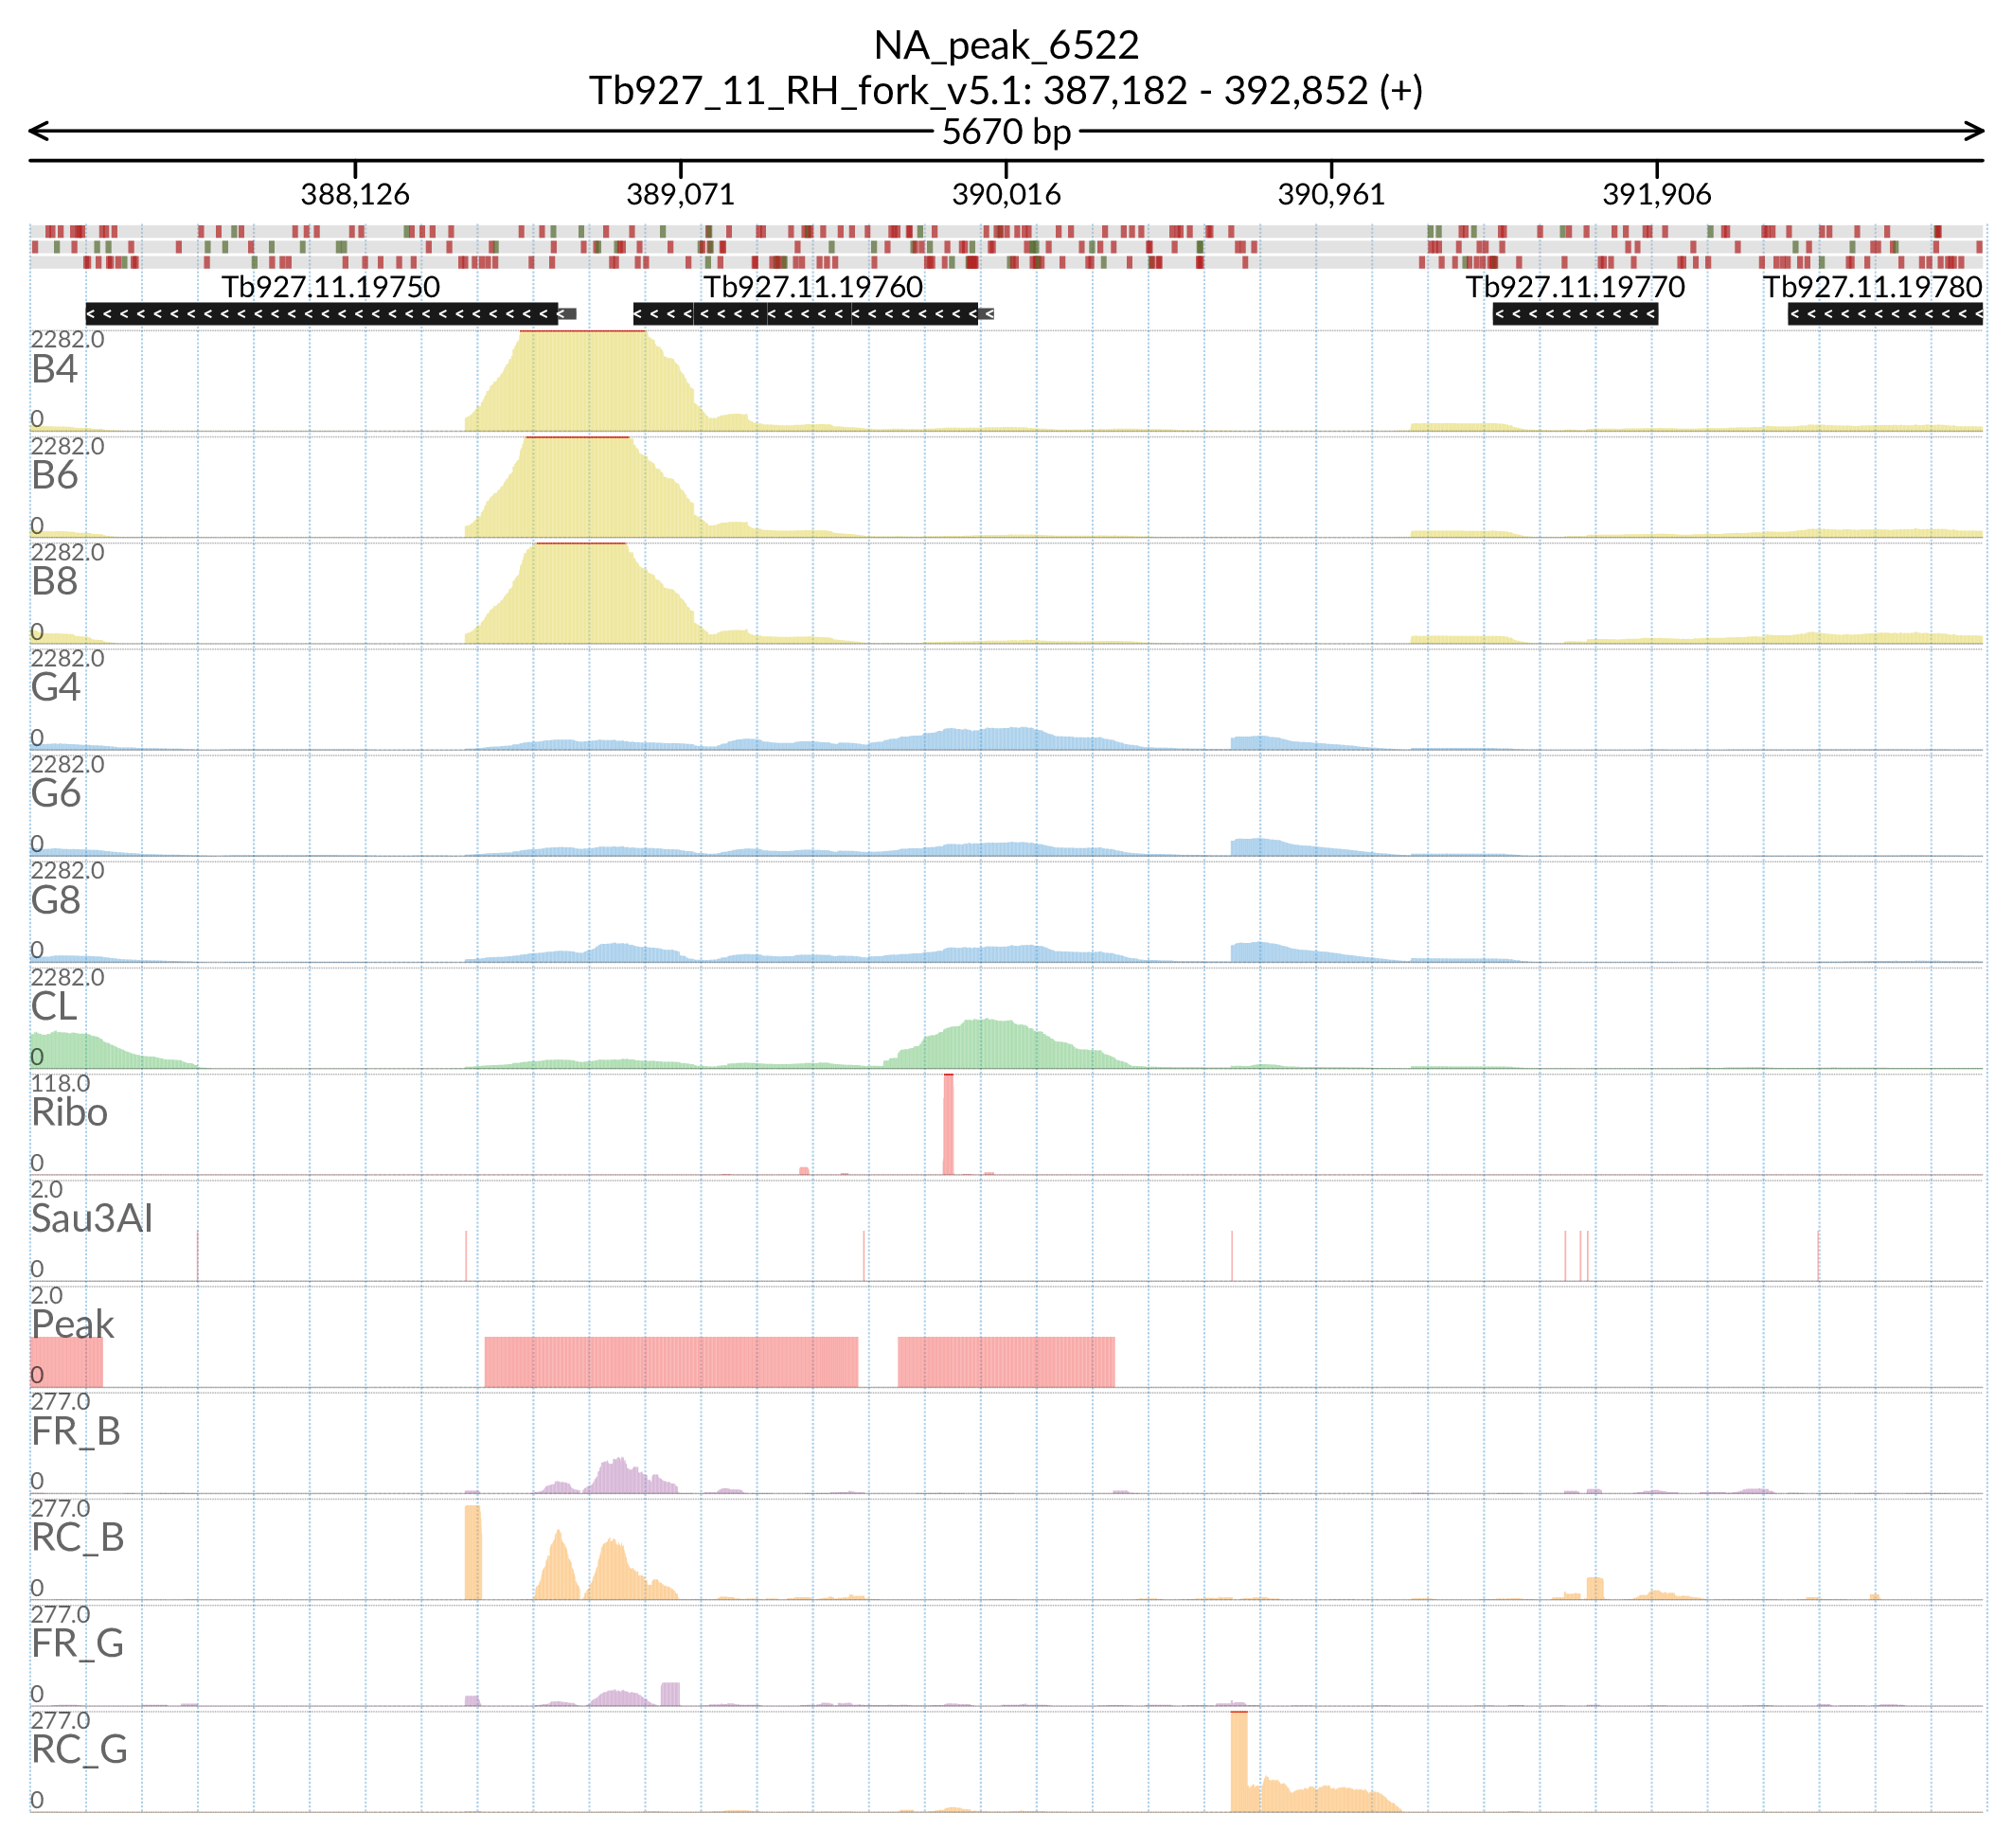 NA_peak_6522
Tb927_11_RH_fork_v5.1: 387,182 - 392,852 (+)
5670 bp
388,126 389,071 390,016 390,961 391,906
Tb927.11.19750 Tb927.11.19760 Tb927.11.19770 Tb927.11.19780
2282.0
B4
0
2282.0
B6
0
2282.0
B8
0
2282.0
G4
0
2282.0
G6
0
2282.0
G8
0
2282.0
CL
0
118.0
Ribo
0
2.0
Sau3AI
0
2.0
Peak
0
277.0
FR_B
0
277.0
RC_B
0
277.0
FR_G
0
277.0
RC_G
0